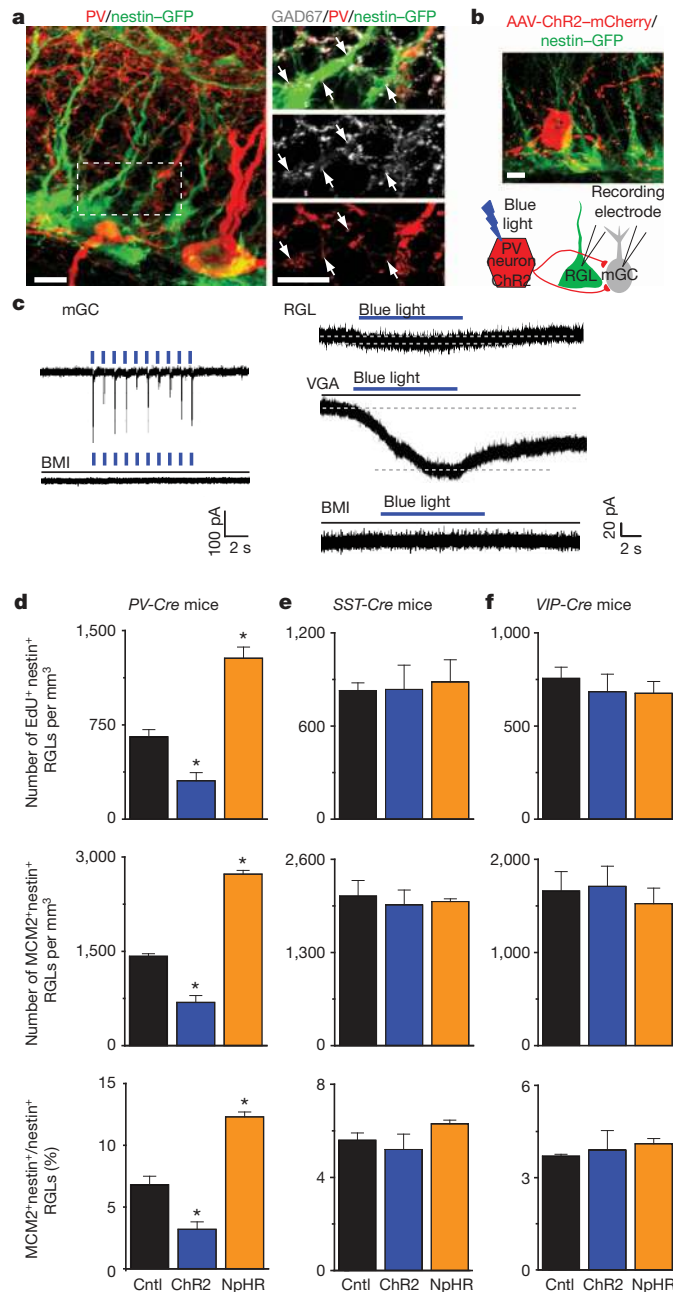 a
PV/nestin–GFP
GAD67/PV/nestin–GFP
b
AAV-ChR2–mCherry/
nestin–GFP
Blue
light
Recording
electrode
PV
neuron
ChR2
RGL
mGC
c
mGC
BMI
100 pA
2 s
RGL
Blue light
VGA
Blue light
BMI
Blue light
20 pA
2 s
d
PV-Cre mice
Number of EdU+ nestin+
RGLs per mm3
1,500
750
0
*
*
Number of MCM2+nestin+
RGLs per mm3
3,000
1,500
0
*
*
MCM2+nestin+/nestin+
RGLs (%)
15
10
5
0
*
*
Cntl ChR2 NpHR
e
SST-Cre mice
1,200
600
0
2,600
1,300
0
8
4
0
Cntl ChR2 NpHR
f
VIP-Cre mice
1,000
500
0
2,000
1,000
0
6
3
0
Cntl ChR2 NpHR